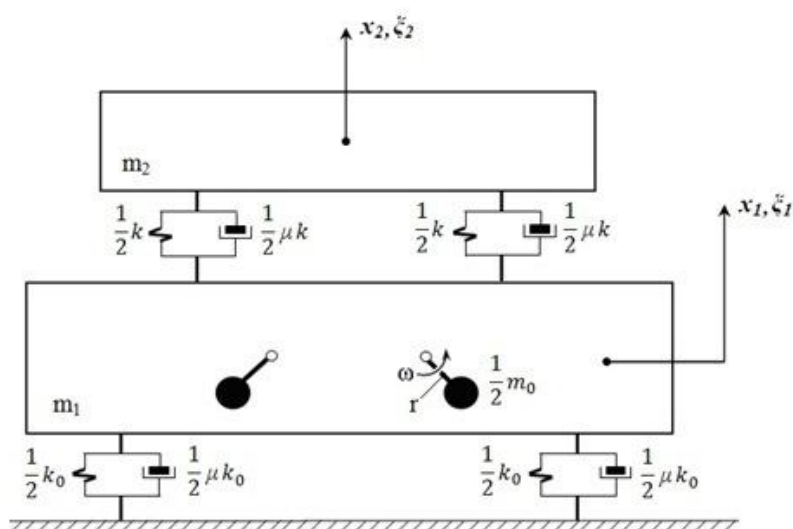 x₂, ξ₂
m₂
½k ½μk ½k ½μk
x₁, ξ₁
ω
r
½m₀
m₁
½k₀ ½μk₀ ½k₀ ½μk₀